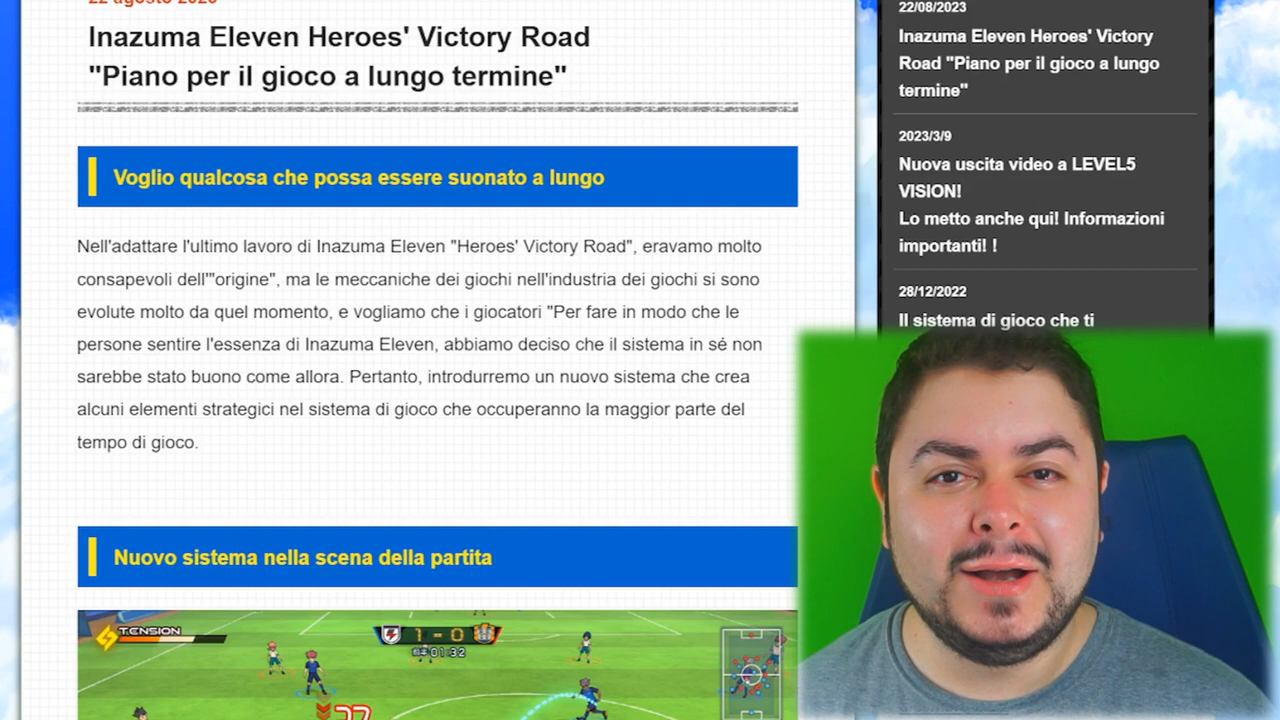 22 agosto 2023
Inazuma Eleven Heroes' Victory Road
"Piano per il gioco a lungo termine"
Voglio qualcosa che possa essere suonato a lungo
Nell'adattare l'ultimo lavoro di Inazuma Eleven "Heroes' Victory Road", eravamo molto
consapevoli dell'"origine", ma le meccaniche dei giochi nell'industria dei giochi si sono
evolute molto da quel momento, e vogliamo che i giocatori "Per fare in modo che le
persone sentire l'essenza di Inazuma Eleven, abbiamo deciso che il sistema in sé non
sarebbe stato buono come allora. Pertanto, introdurremo un nuovo sistema che crea
alcuni elementi strategici nel sistema di gioco che occuperanno la maggior parte del
tempo di gioco.
Nuovo sistema nella scena della partita
TENSION
1 - 0
01:32
22/08/2023
Inazuma Eleven Heroes' Victory
Road "Piano per il gioco a lungo
termine"
2023/3/9
Nuova uscita video a LEVEL5
VISION!
Lo metto anche qui! Informazioni
importanti! !
28/12/2022
Il sistema di gioco che ti